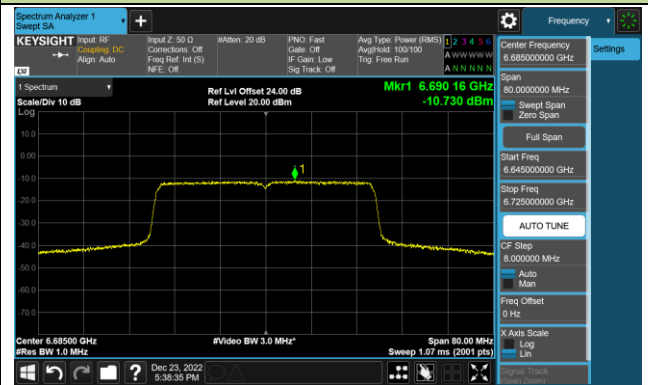 Spectrum Analyzer 1
Swept SA
Frequency
KEYSIGHT
Input: RF
Coupling: DC
Align: Auto
Input Z: 50 Ω
Corrections: Off
Freq Ref: Int (S)
NFE: Off
#Atten: 20 dB
PNO: Fast
Gate: Off
IF Gain: Low
Sig Track: Off
Avg Type: Power (RMS)
Avg|Hold: 100/100
Trig: Free Run
1 2 3 4 5 6
A W W W W W
A N N N N N
LXI
1 Spectrum
Scale/Div 10 dB
Ref Lvl Offset 24.00 dB
Ref Level 20.00 dBm
Mkr1 6.690 16 GHz
-10.730 dBm
Log
10.0
0.00
-10.0
-20.0
-30.0
-40.0
-50.0
-60.0
-70.0
1
Center 6.68500 GHz
#Res BW 1.0 MHz
#Video BW 3.0 MHz*
Span 80.00 MHz
Sweep 1.07 ms (2001 pts)
Dec 23, 2022
5:38:35 PM
Center Frequency
6.685000000 GHz
Settings
Span
80.0000000 MHz
Swept Span
Zero Span
Full Span
Start Freq
6.645000000 GHz
Stop Freq
6.725000000 GHz
AUTO TUNE
CF Step
8.000000 MHz
Auto
Man
Freq Offset
0 Hz
X Axis Scale
Log
Lin
Signal Track
(Span Zoom)